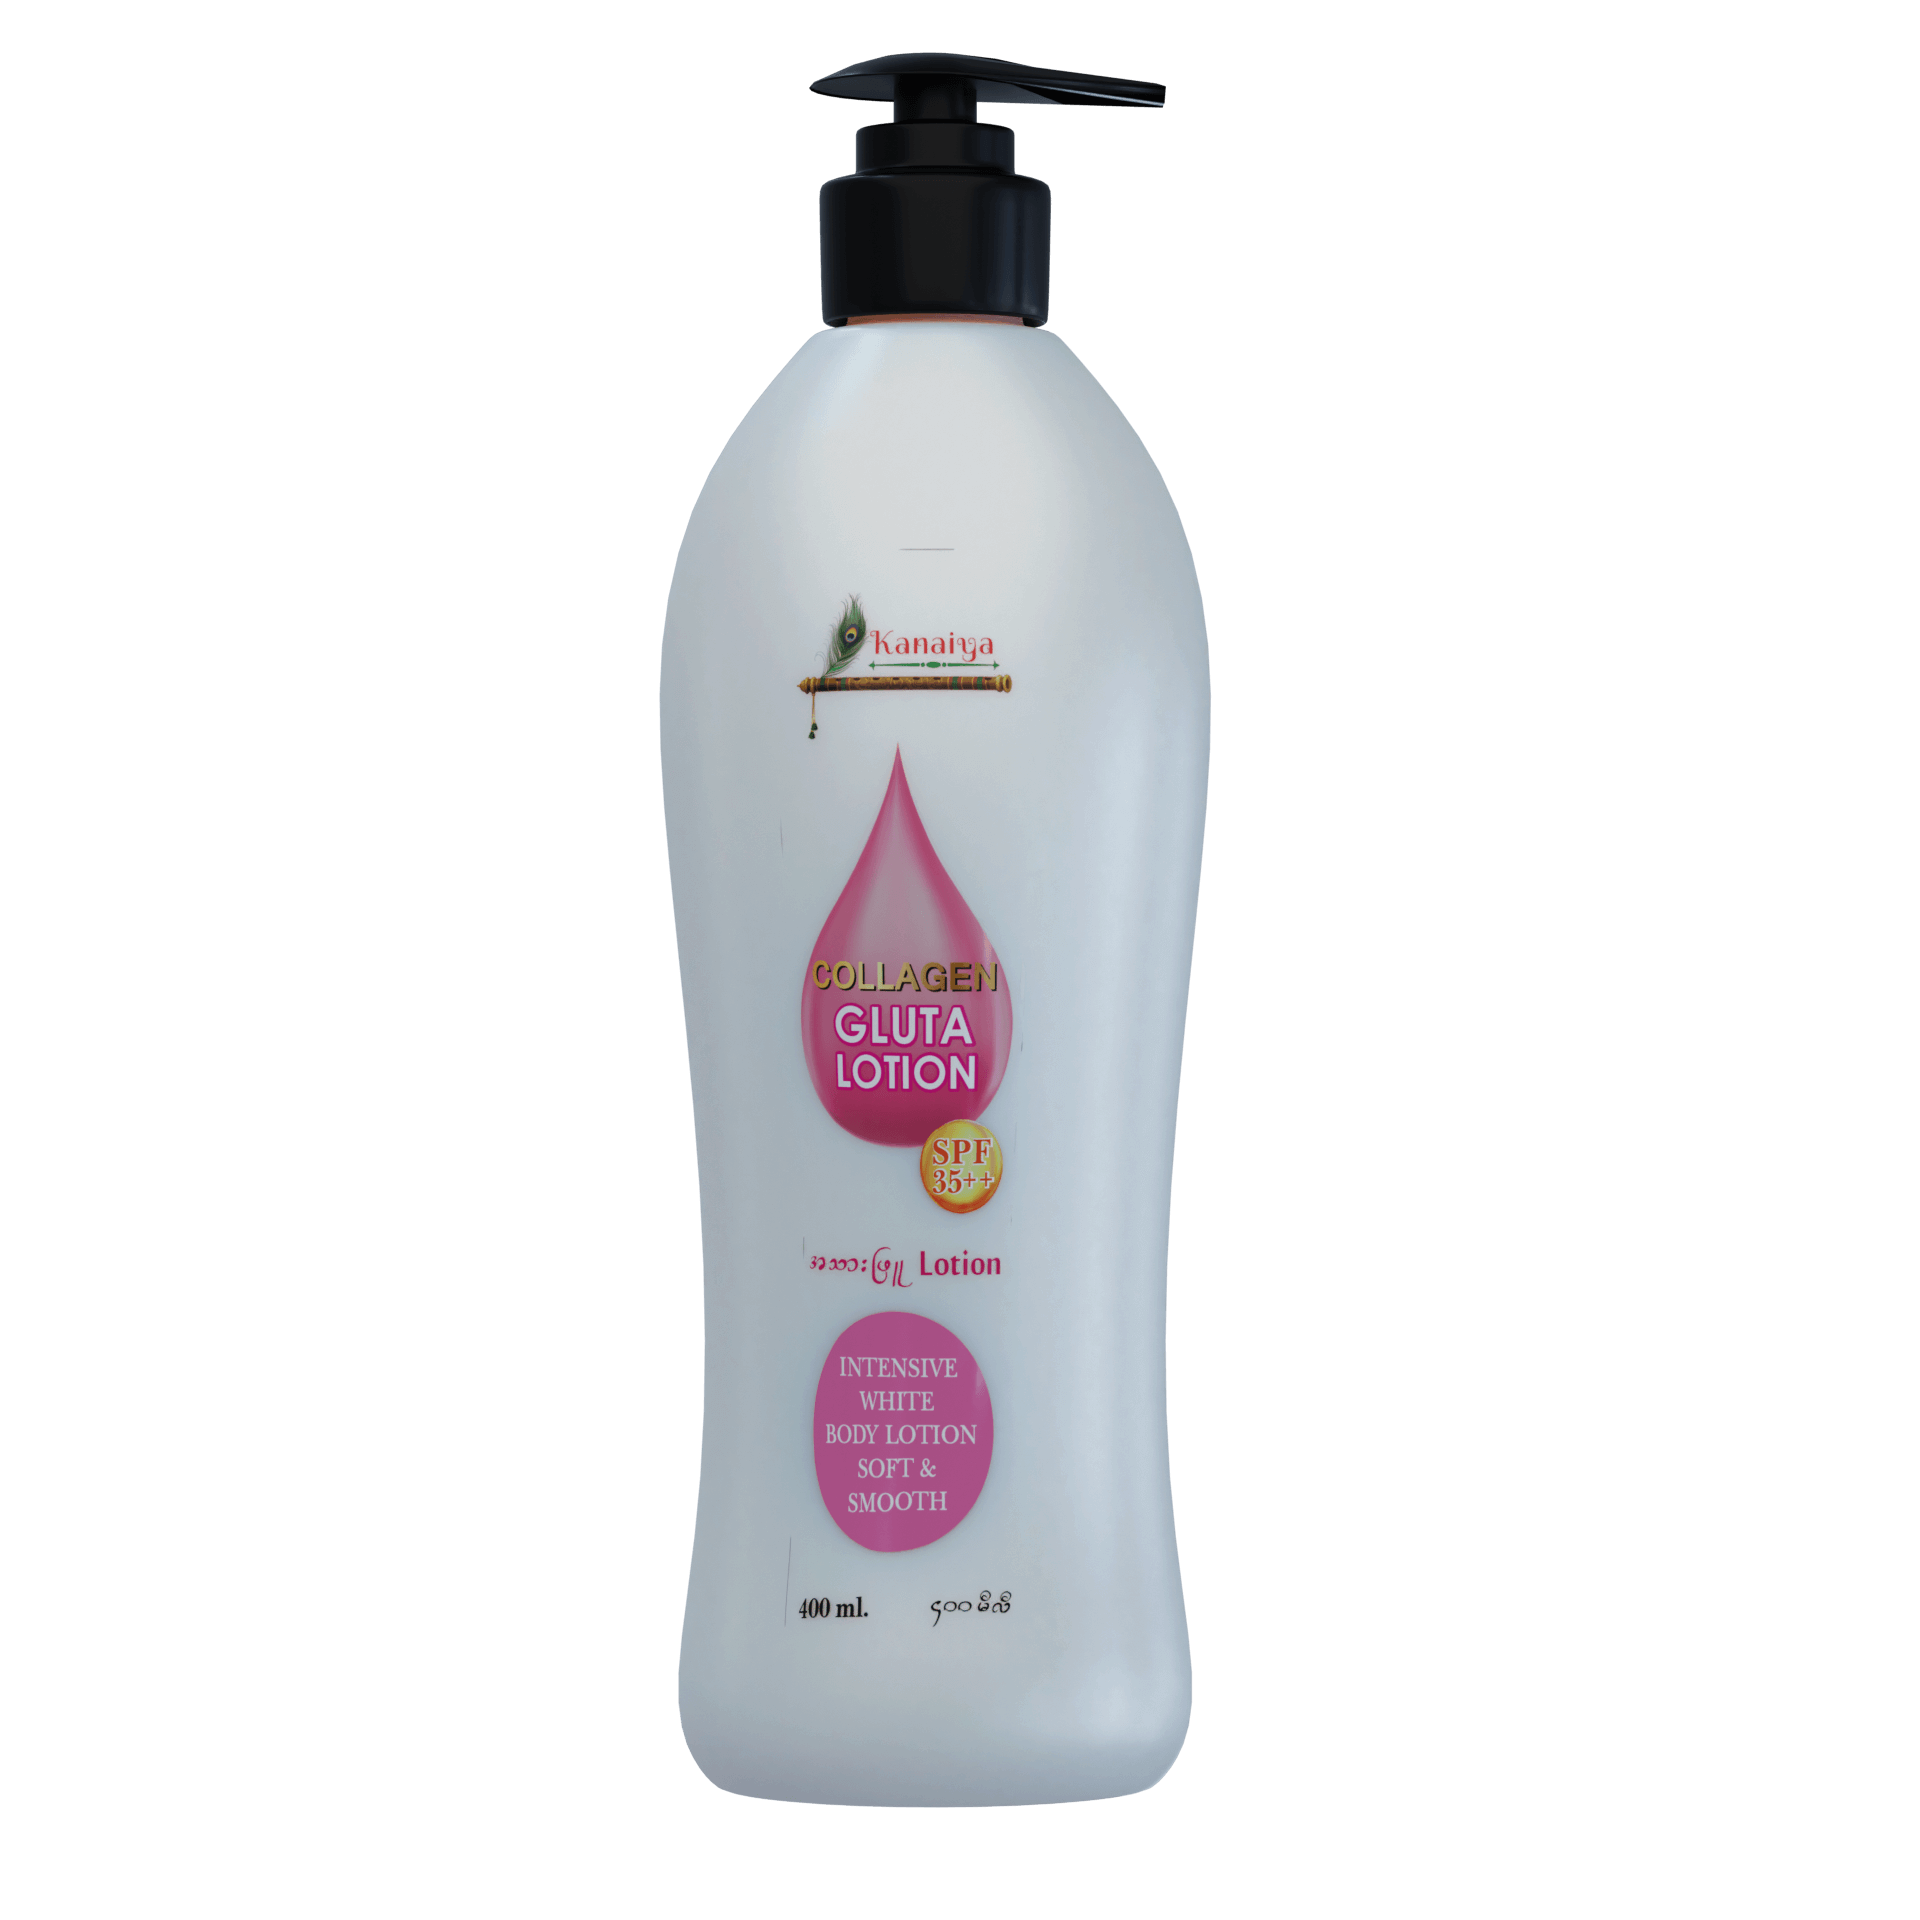 Kanaiya
COLLAGEN
GLUTA
LOTION
SPF
35++
အသားဖြူ Lotion
INTENSIVE
WHITE
BODY LOTION
SOFT &
SMOOTH
400 ml. ၄၀၀ မီလီ